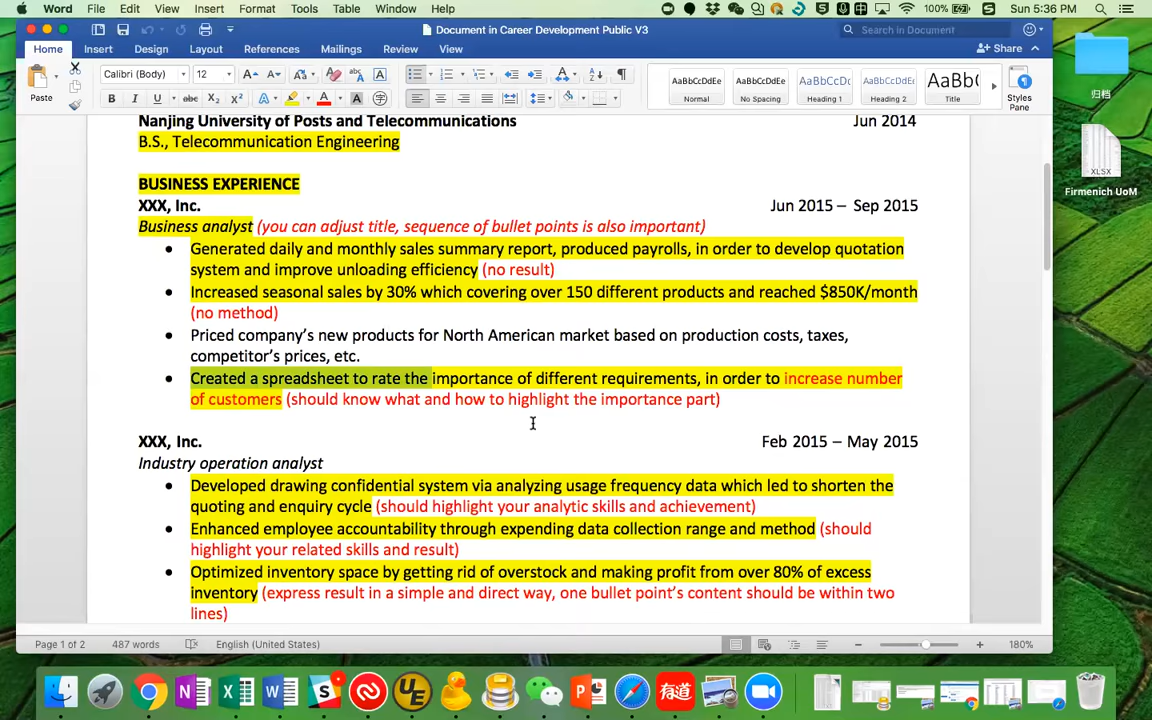 Word File Edit View Insert Format Tools Table Window Help 100% Sun 5:36 PM
Document in Career Development Public V3
Search in Document
Home Insert Design Layout References Mailings Review View Share
Paste
Calibri (Body) 12
B I U abc X₂ X²
AaBbCcDdEe AaBbCcDdEe AaBbCcDc AaBbCcDdEe AaBbC
Normal No Spacing Heading 1 Heading 2 Title
Styles Pane
归档
XLSX
Firmenich UoM
Nanjing University of Posts and Telecommunications Jun 2014
B.S., Telecommunication Engineering
BUSINESS EXPERIENCE
XXX, Inc. Jun 2015 – Sep 2015
Business analyst (you can adjust title, sequence of bullet points is also important)
• Generated daily and monthly sales summary report, produced payrolls, in order to develop quotation
system and improve unloading efficiency (no result)
• Increased seasonal sales by 30% which covering over 150 different products and reached $850K/month
(no method)
• Priced company’s new products for North American market based on production costs, taxes,
competitor’s prices, etc.
• Created a spreadsheet to rate the importance of different requirements, in order to increase number
of customers (should know what and how to highlight the importance part)
XXX, Inc. Feb 2015 – May 2015
Industry operation analyst
• Developed drawing confidential system via analyzing usage frequency data which led to shorten the
quoting and enquiry cycle (should highlight your analytic skills and achievement)
• Enhanced employee accountability through expending data collection range and method (should
highlight your related skills and result)
• Optimized inventory space by getting rid of overstock and making profit from over 80% of excess
inventory (express result in a simple and direct way, one bullet point’s content should be within two
lines)
Page 1 of 2 487 words English (United States) 180%
有道